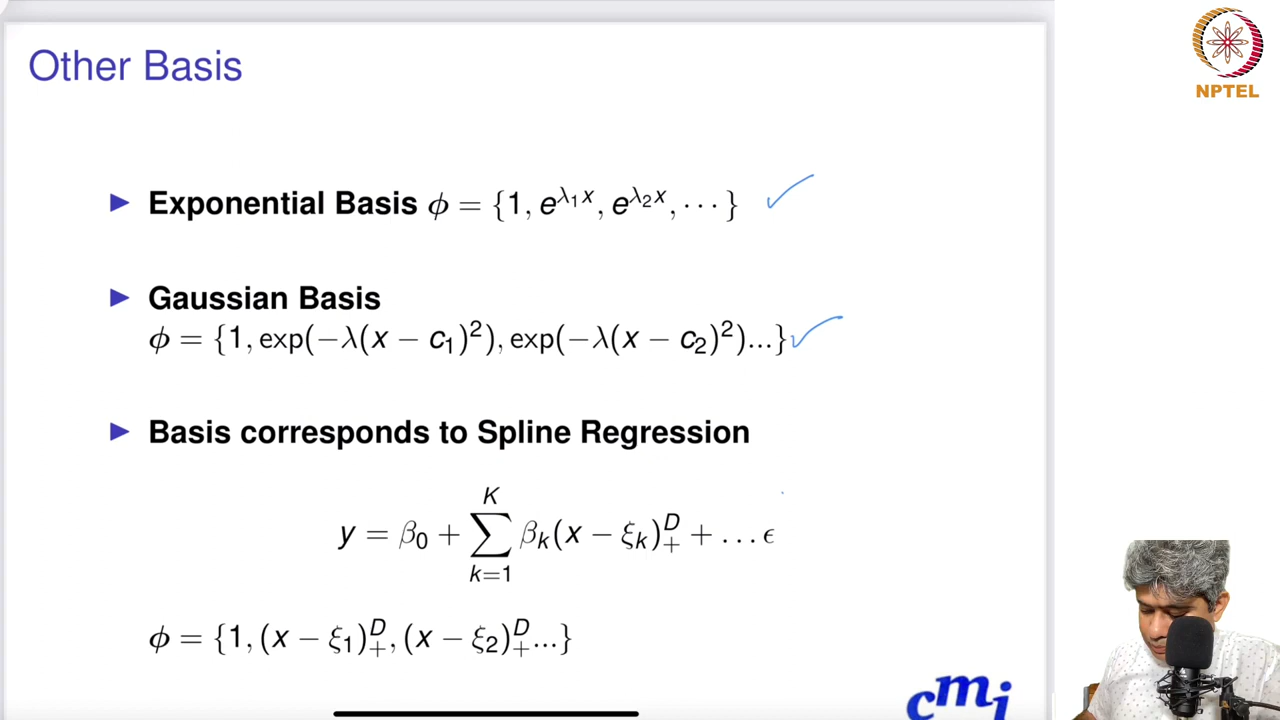 Other Basis
NPTEL
▶ Exponential Basis ϕ = {1, e^{λ₁x}, e^{λ₂x}, ⋯}
▶ Gaussian Basis
ϕ = {1, exp(−λ(x − c₁)²), exp(−λ(x − c₂)²)...}
▶ Basis corresponds to Spline Regression
y = β₀ + ∑_{k=1}^{K} β_k(x − ξ_k)_+^D + … ϵ
ϕ = {1, (x − ξ₁)_+^D, (x − ξ₂)_+^D...}
cmi